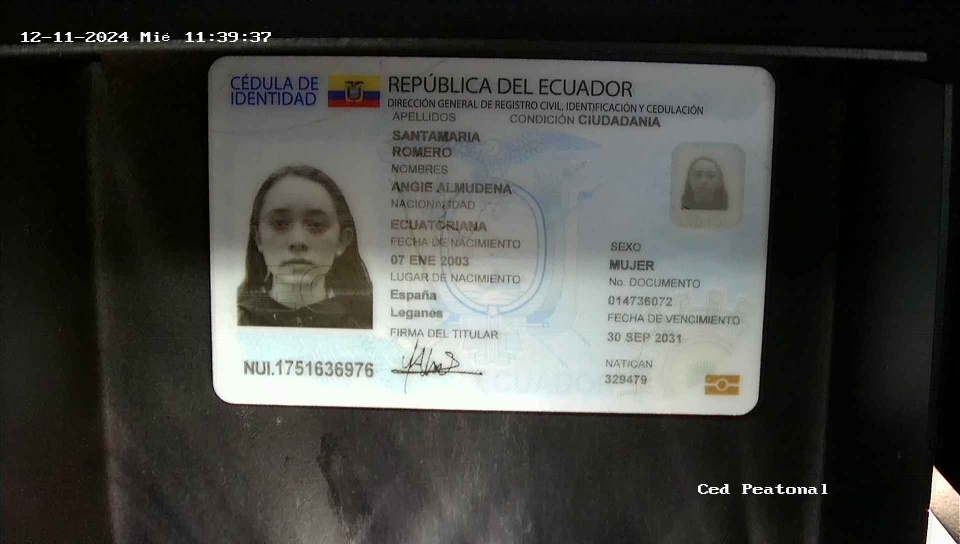 12-11-2024 Mié 11:39:37
CÉDULA DE
IDENTIDAD
REPÚBLICA DEL ECUADOR
DIRECCIÓN GENERAL DE REGISTRO CIVIL, IDENTIFICACIÓN Y CEDULACIÓN
APELLIDOS
CONDICIÓN CIUDADANIA
SANTAMARIA
ROMERO
NOMBRES
ANGIE ALMUDENA
NACIONALIDAD
ECUATORIANA
FECHA DE NACIMIENTO
07 ENE 2003
LUGAR DE NACIMIENTO
España
Leganés
FIRMA DEL TITULAR
SEXO
MUJER
No. DOCUMENTO
014736072
FECHA DE VENCIMIENTO
30 SEP 2031
NAT/CAN
329479
NUI.1751636976
Ced Peatonal